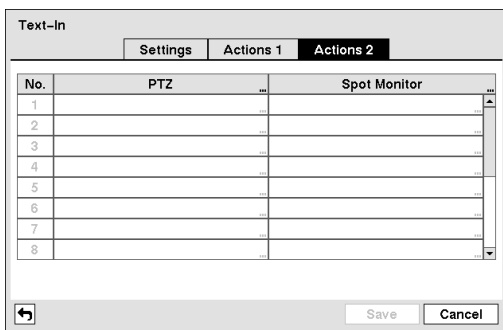 Text–In
Settings Actions 1 Actions 2
No. PTZ ... Spot Monitor ...
1 ... ...
2 ... ...
3 ... ...
4 ... ...
5 ... ...
6 ... ...
7 ... ...
8 ... ...
Save Cancel